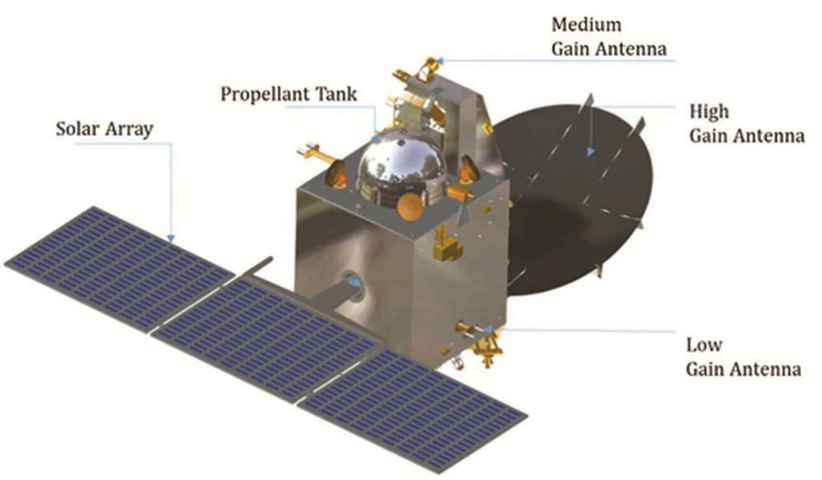 Medium
Gain Antenna
Propellant Tank
High
Gain Antenna
Solar Array
Low
Gain Antenna